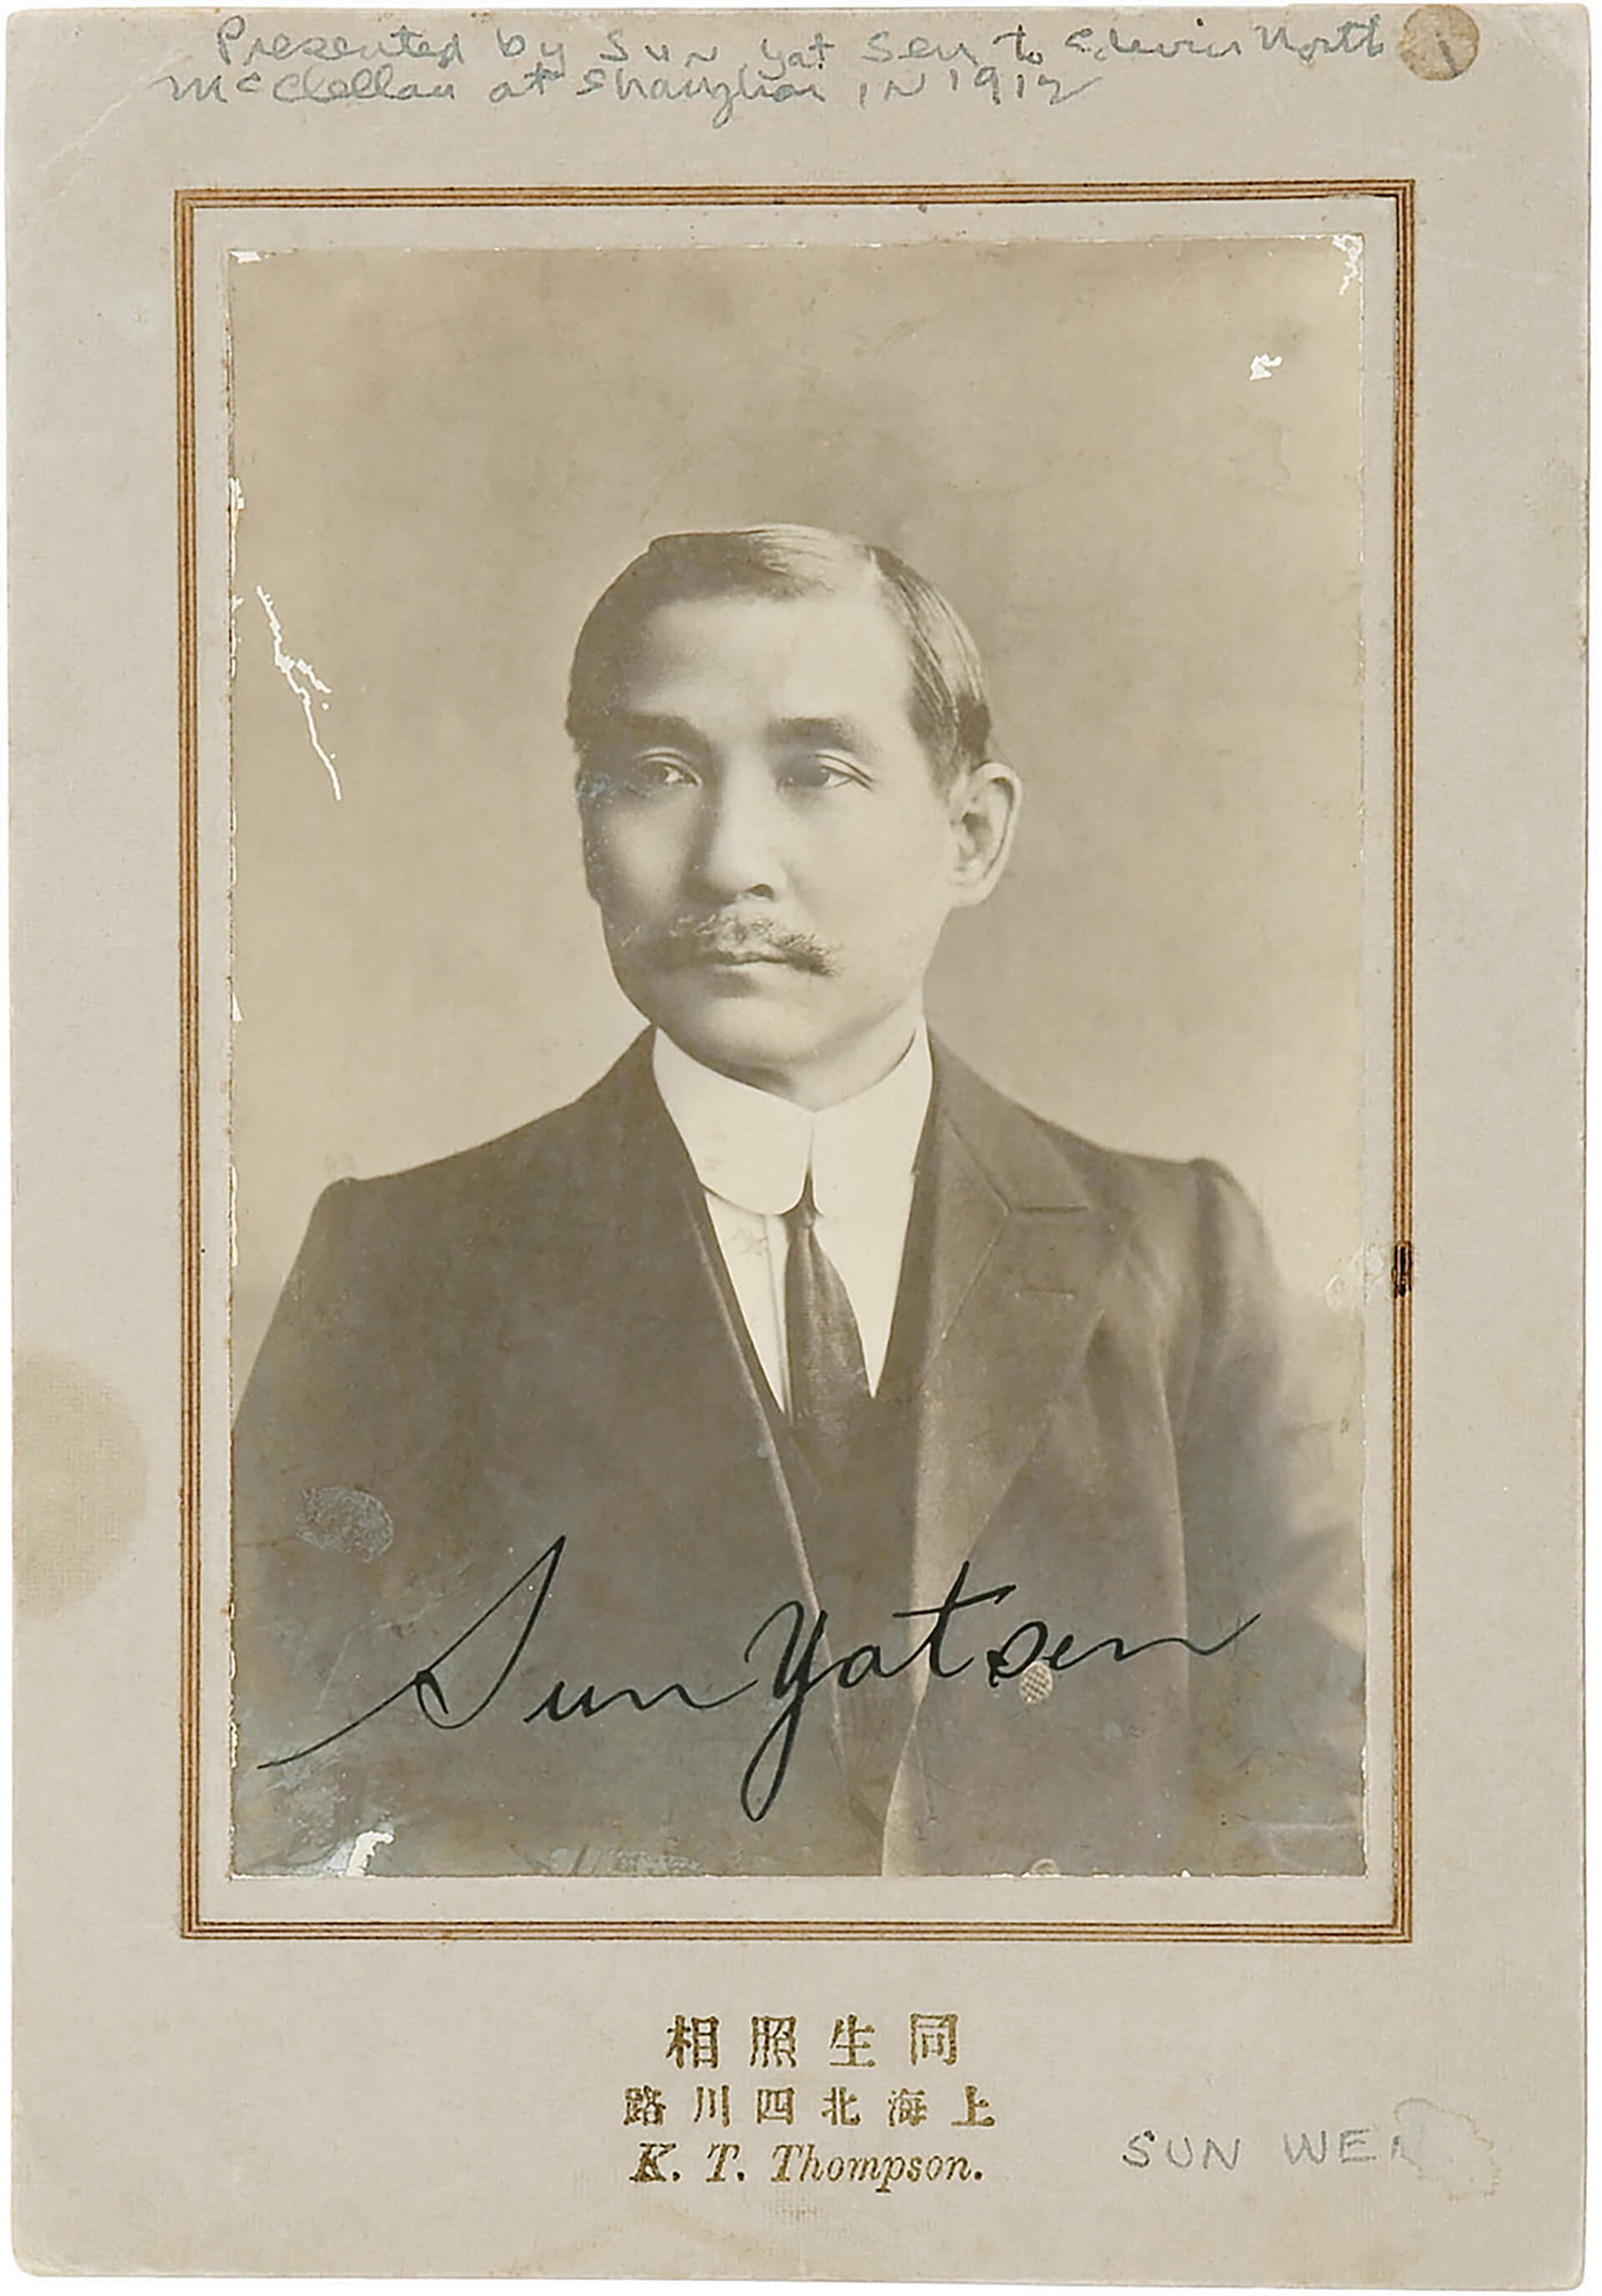 Presented by Sun Yat Sen to Edwin North
McClellan at Shanghai IN 1912
Sun Yat sen
同生照相
上海北四川路
K. T. Thompson.
SUN WEN